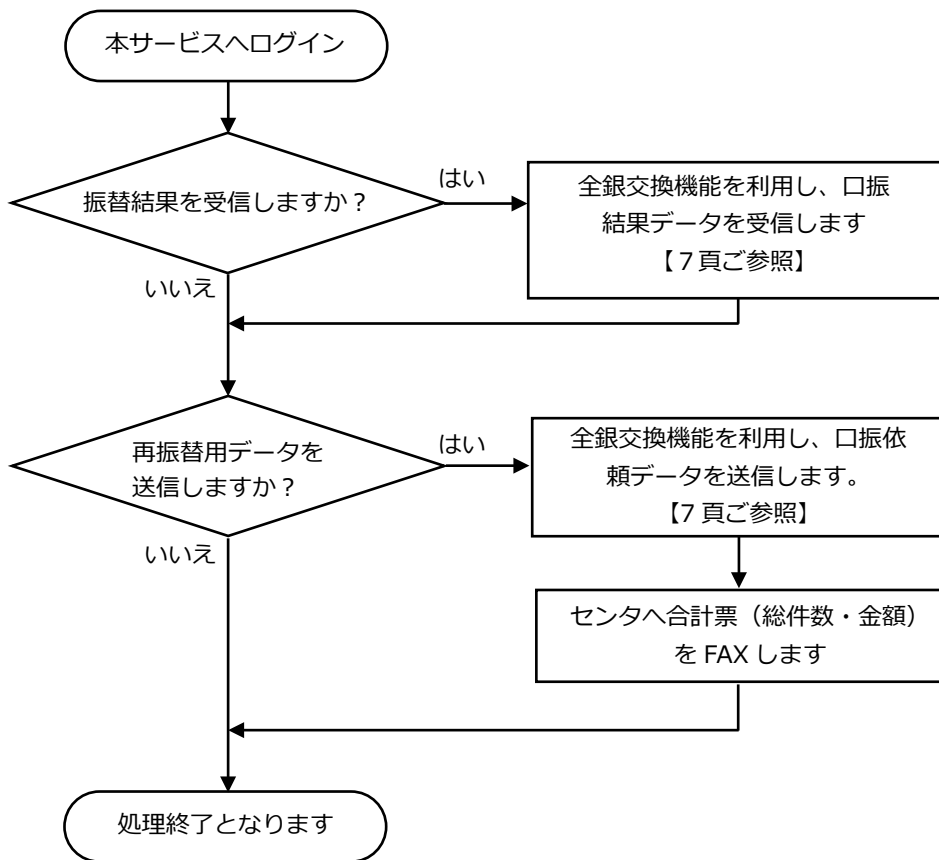 本サービスへログイン
振替結果を受信しますか？
はい
全銀交換機能を利用し、口振
結果データを受信します
【７頁ご参照】
いいえ
再振替用データを
送信しますか？
はい
全銀交換機能を利用し、口振依
頼データを送信します。
【7 頁ご参照】
いいえ
センタへ合計票（総件数・金額）
を FAX します
処理終了となります